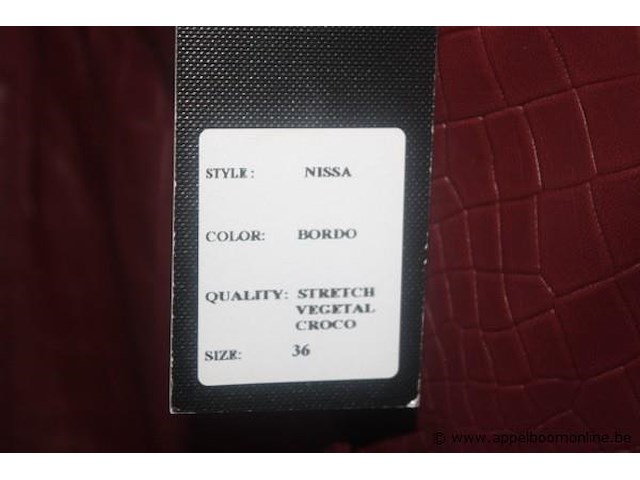 STYLE: NISSA
COLOR: BORDO
QUALITY: STRETCH
VEGETAL
CROCO
SIZE: 36
© www.appelboomonline.be